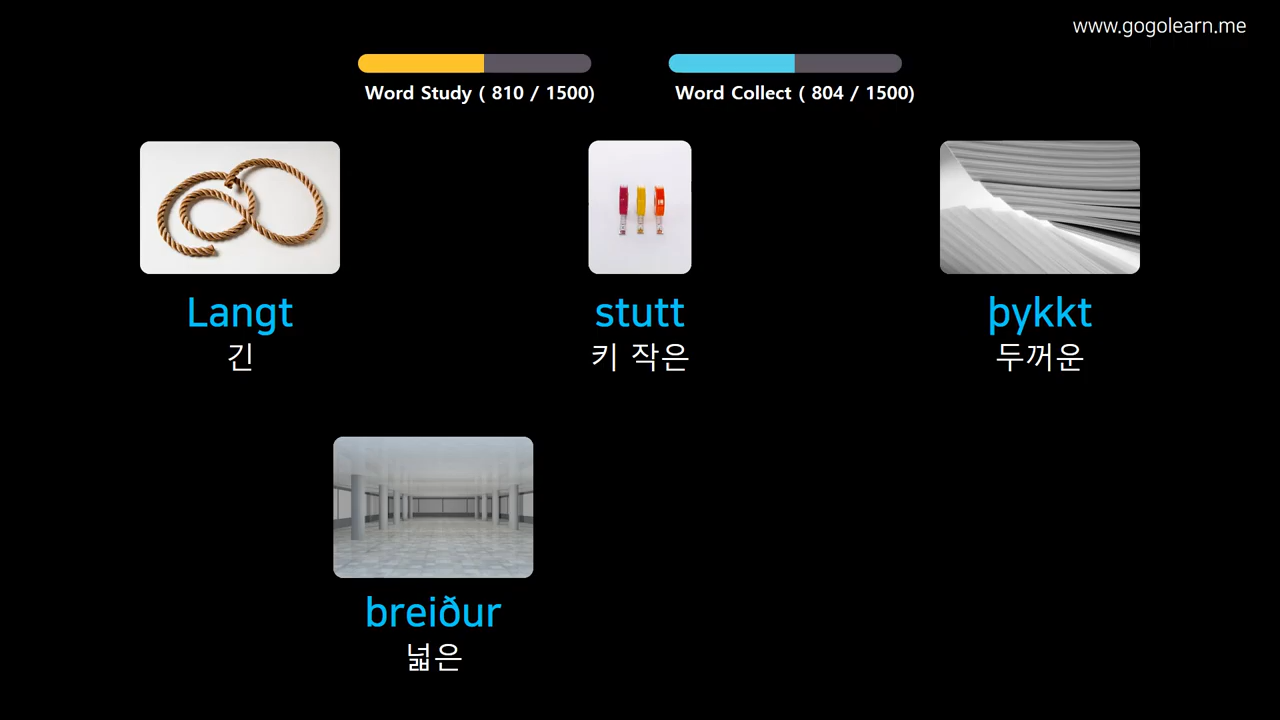 www.gogolearn.me
Word Study ( 810 / 1500)
Word Collect ( 804 / 1500)
Langt
긴
stutt
키 작은
þykkt
두꺼운
breiður
넓은